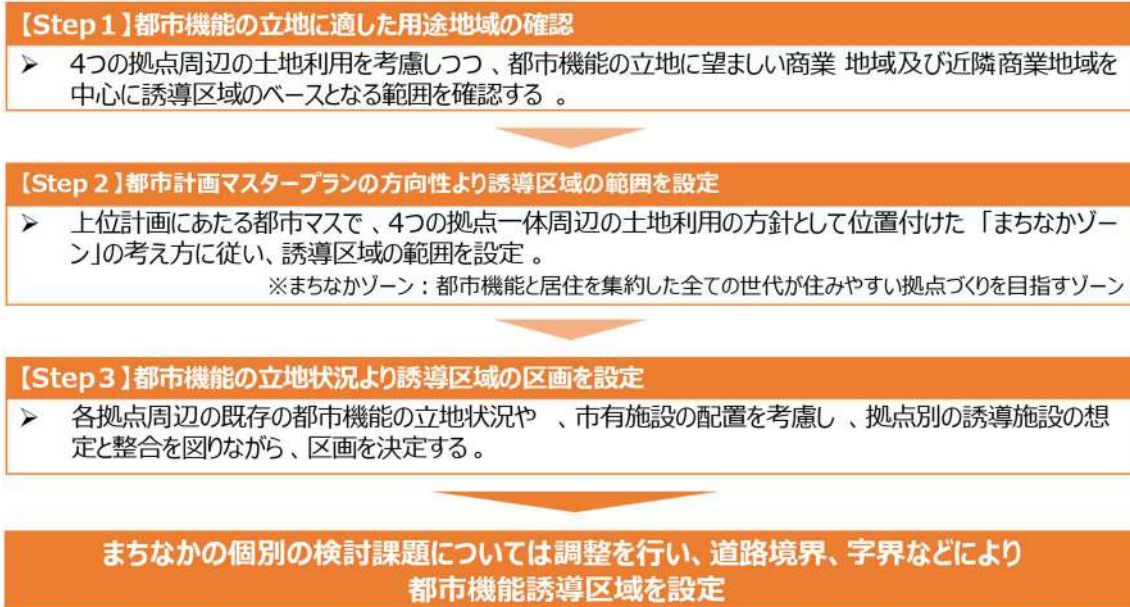 【Step１】都市機能の立地に適した用途地域の確認
➢ 4つの拠点周辺の土地利用を考慮しつつ、都市機能の立地に望ましい商業 地域及び近隣商業地域を
中心に誘導区域のベースとなる範囲を確認する 。
【Step２】都市計画マスタープランの方向性より誘導区域の範囲を設定
➢ 上位計画にあたる都市マスで、4つの拠点一体周辺の土地利用の方針として位置付けた「まちなかゾー
ン」の考え方に従い、誘導区域の範囲を設定 。
※まちなかゾーン：都市機能と居住を集約した全ての世代が住みやすい拠点づくりを目指すゾーン
【Step３】都市機能の立地状況より誘導区域の区画を設定
➢ 各拠点周辺の既存の都市機能の立地状況や 、市有施設の配置を考慮し 、拠点別の誘導施設の想
定と整合を図りながら、区画を決定する。
まちなかの個別の検討課題については調整を行い、道路境界、字界などにより
都市機能誘導区域を設定